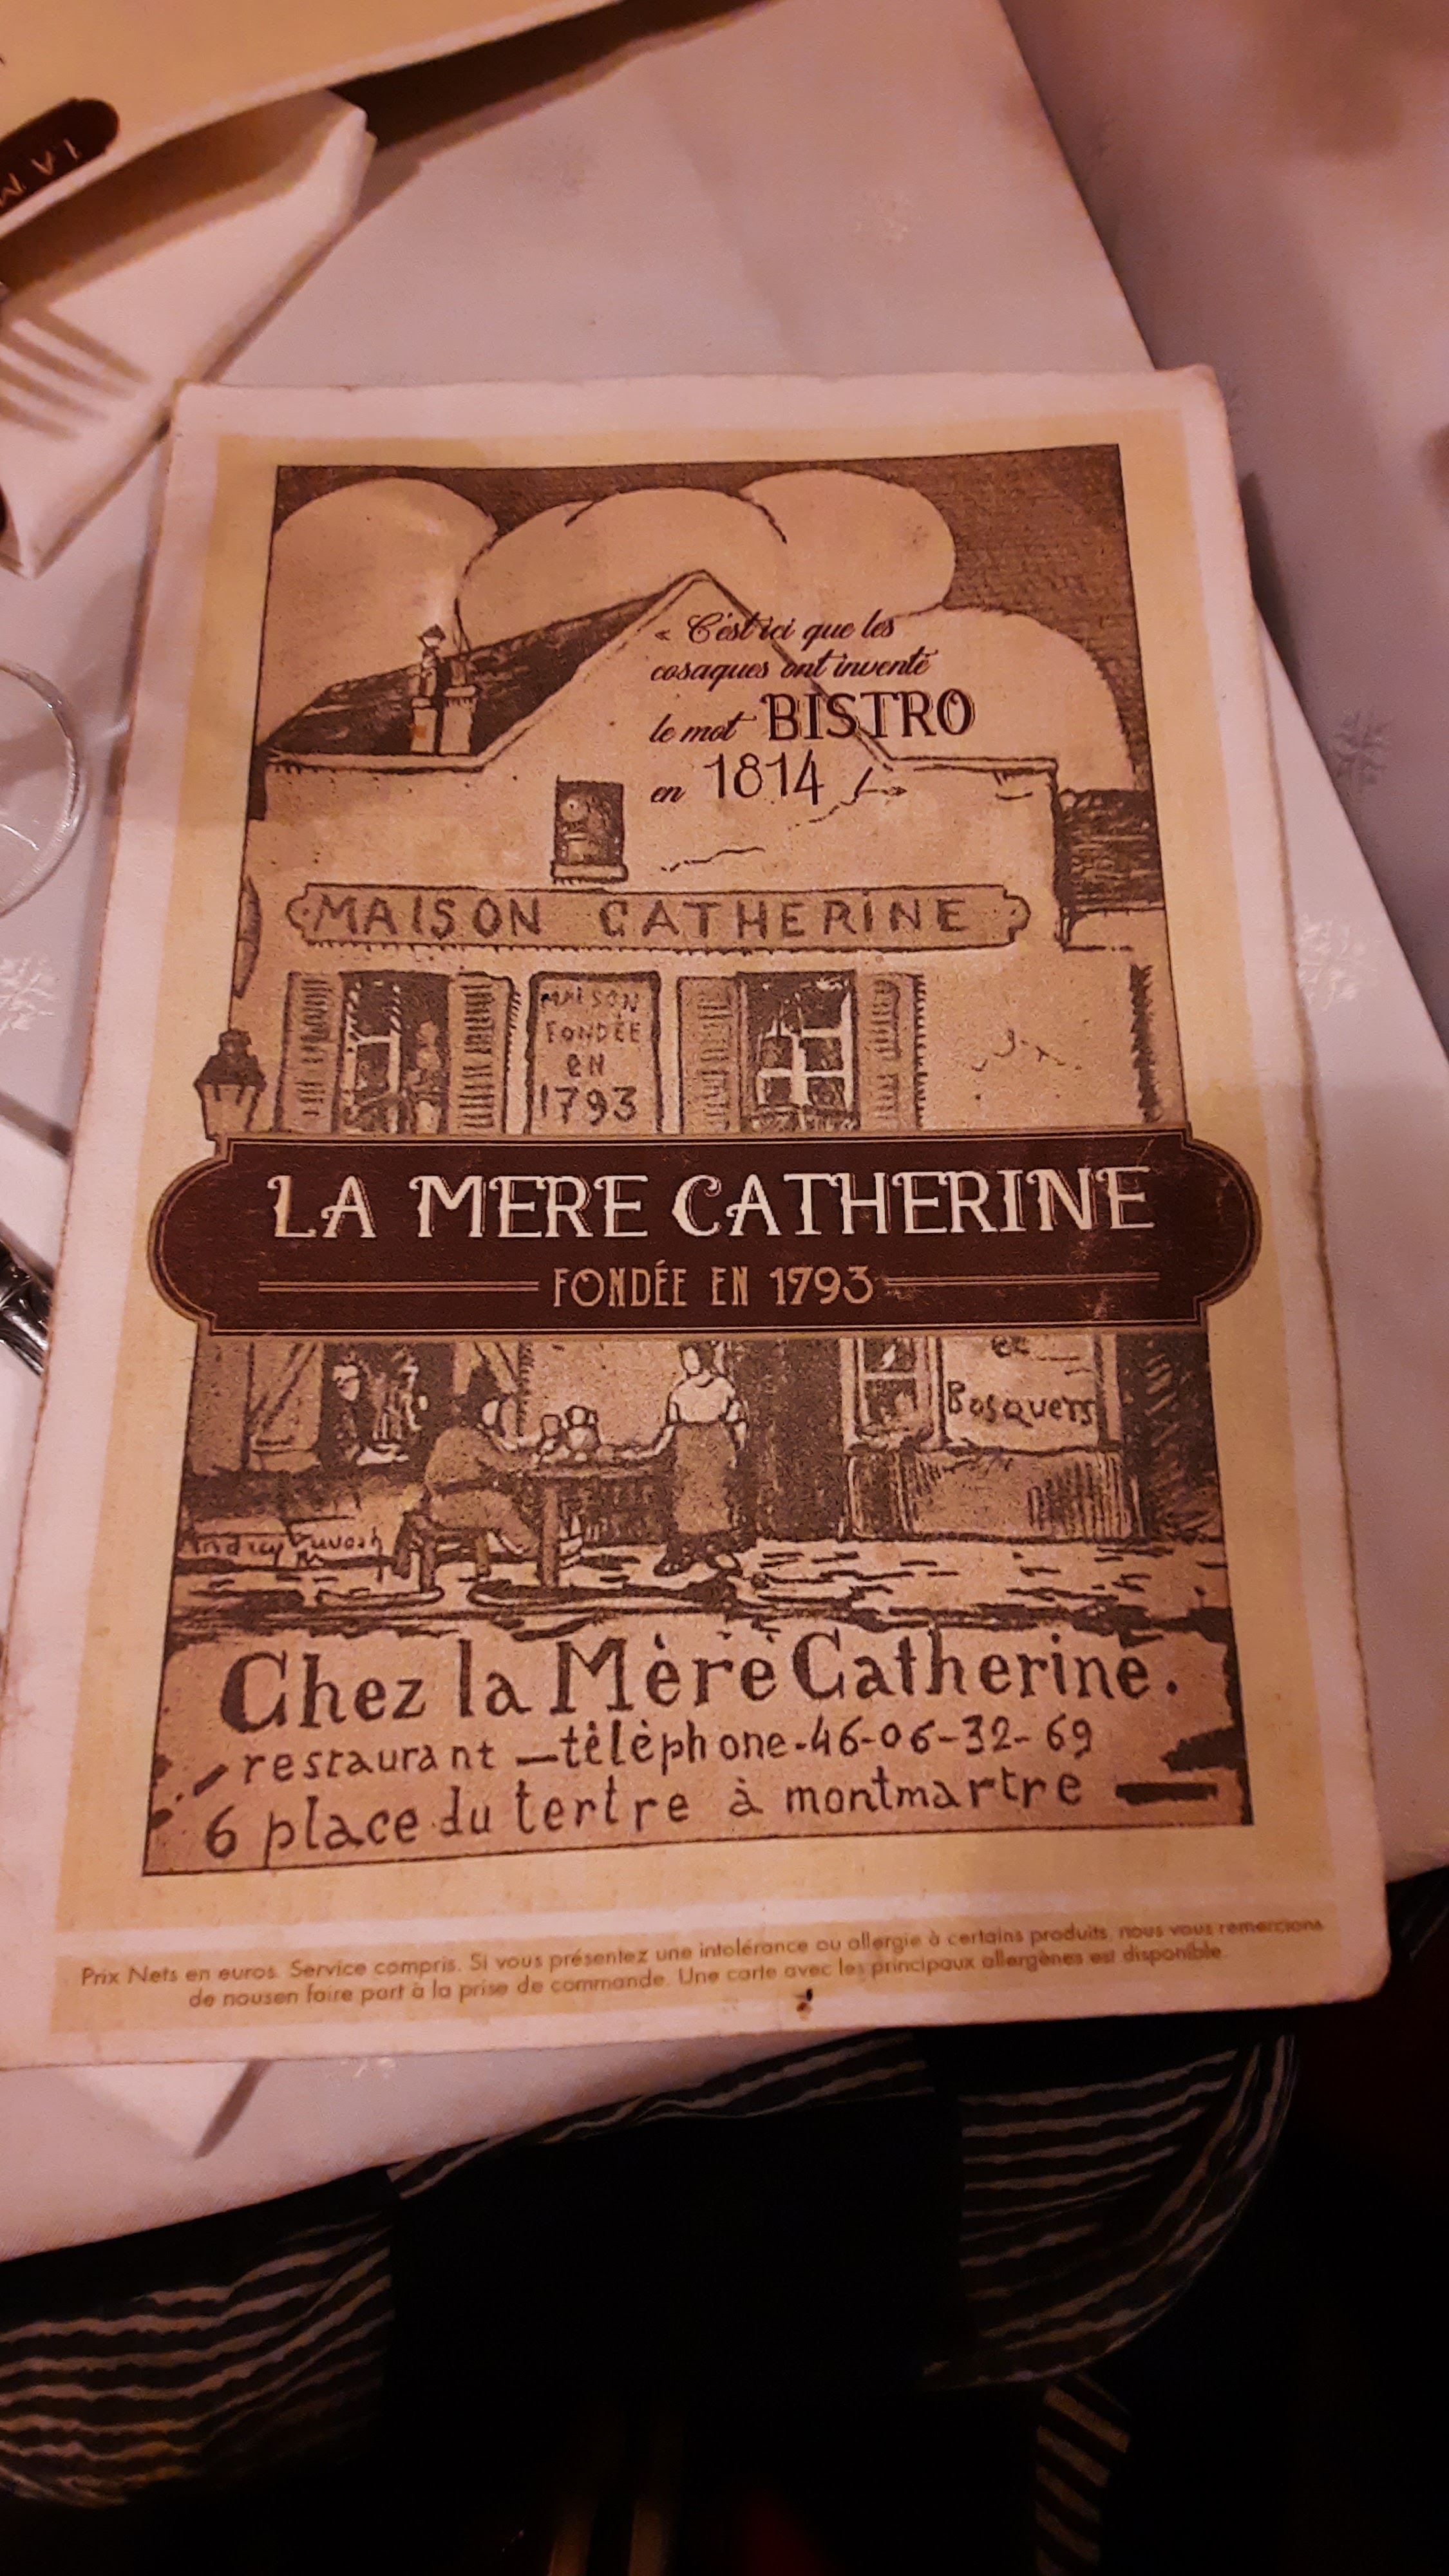 LA M
« C'est ici que les
cosaques ont inventé
le mot BISTRO
en 1814
MAISON CATHERINE
MAISON
FONDÉE
EN
1793
LA MERE CATHERINE
FONDÉE EN 1793
Bosquets
Chez la Mère Catherine.
restaurant — téléphone-46-06-32-69
6 place du tertre à montmartre —
Prix Nets en euros. Service compris. Si vous présentez une intolérance ou allergie à certains produits, nous vous remercions
de nousen faire part à la prise de commande. Une carte avec les principaux allergènes est disponible.